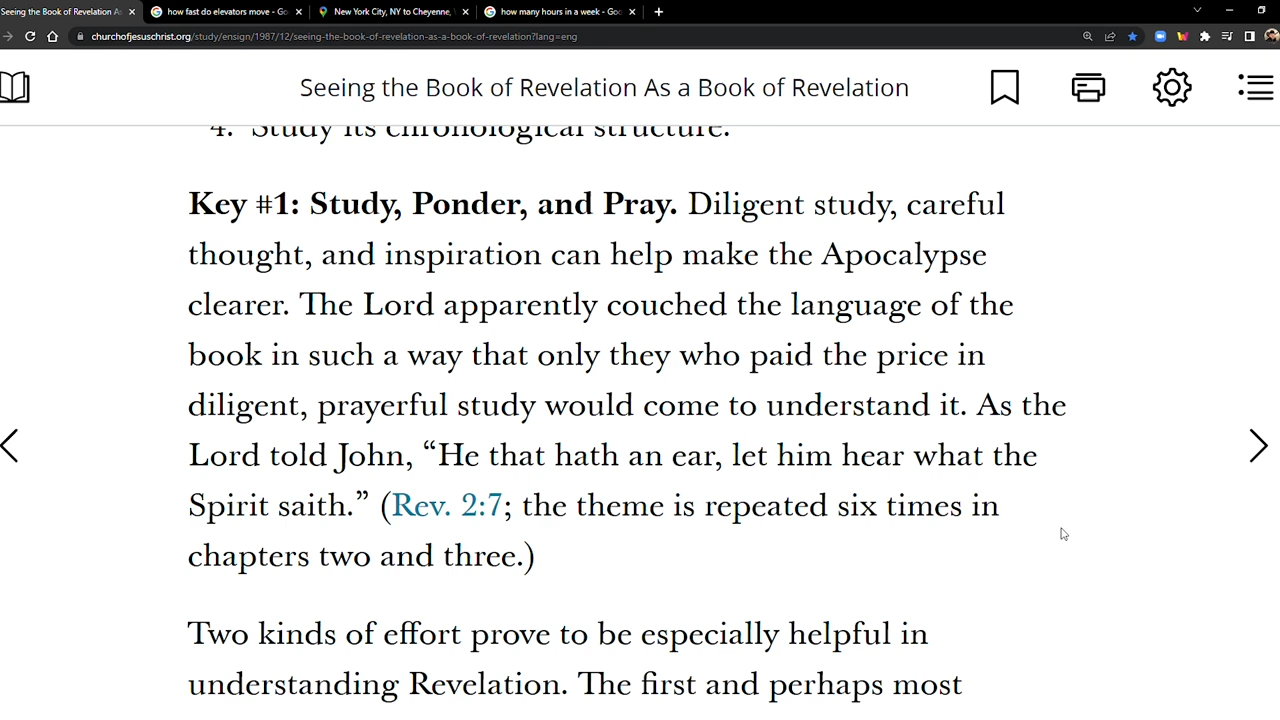 Seeing the Book of Revelation As
how fast do elevators move - Goo
New York City, NY to Cheyenne,
how many hours in a week - Goo
churchofjesuschrist.org/study/ensign/1987/12/seeing-the-book-of-revelation-as-a-book-of-revelation?lang=eng
Seeing the Book of Revelation As a Book of Revelation
4. Study its chronological structure.
Key #1: Study, Ponder, and Pray. Diligent study, careful
thought, and inspiration can help make the Apocalypse
clearer. The Lord apparently couched the language of the
book in such a way that only they who paid the price in
diligent, prayerful study would come to understand it. As the
Lord told John, “He that hath an ear, let him hear what the
Spirit saith.” (Rev. 2:7; the theme is repeated six times in
chapters two and three.)
Two kinds of effort prove to be especially helpful in
understanding Revelation. The first and perhaps most